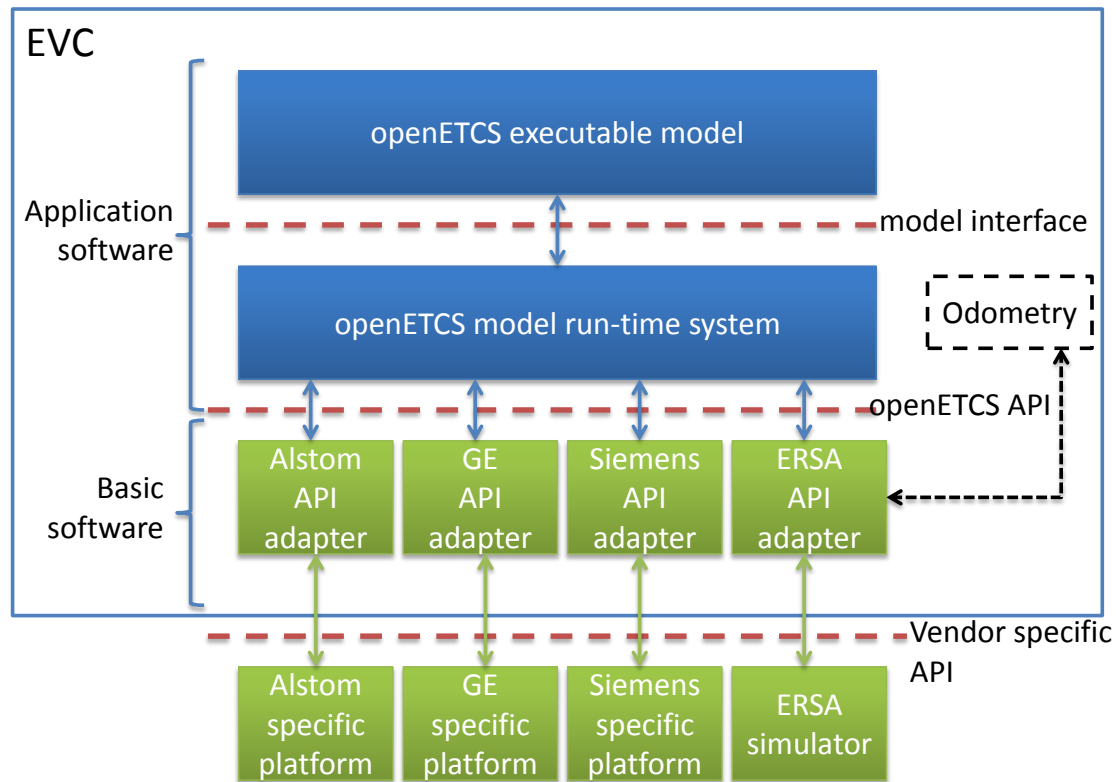 EVC
openETCS executable model
Application
software
model interface
Odometry
openETCS model run-time system
openETCS API
Basic
software
Alstom
API
adapter
GE
API
adapter
Siemens
API
adapter
ERSA
API
adapter
Vendor specific
API
Alstom
specific
platform
GE
specific
platform
Siemens
specific
platform
ERSA
simulator